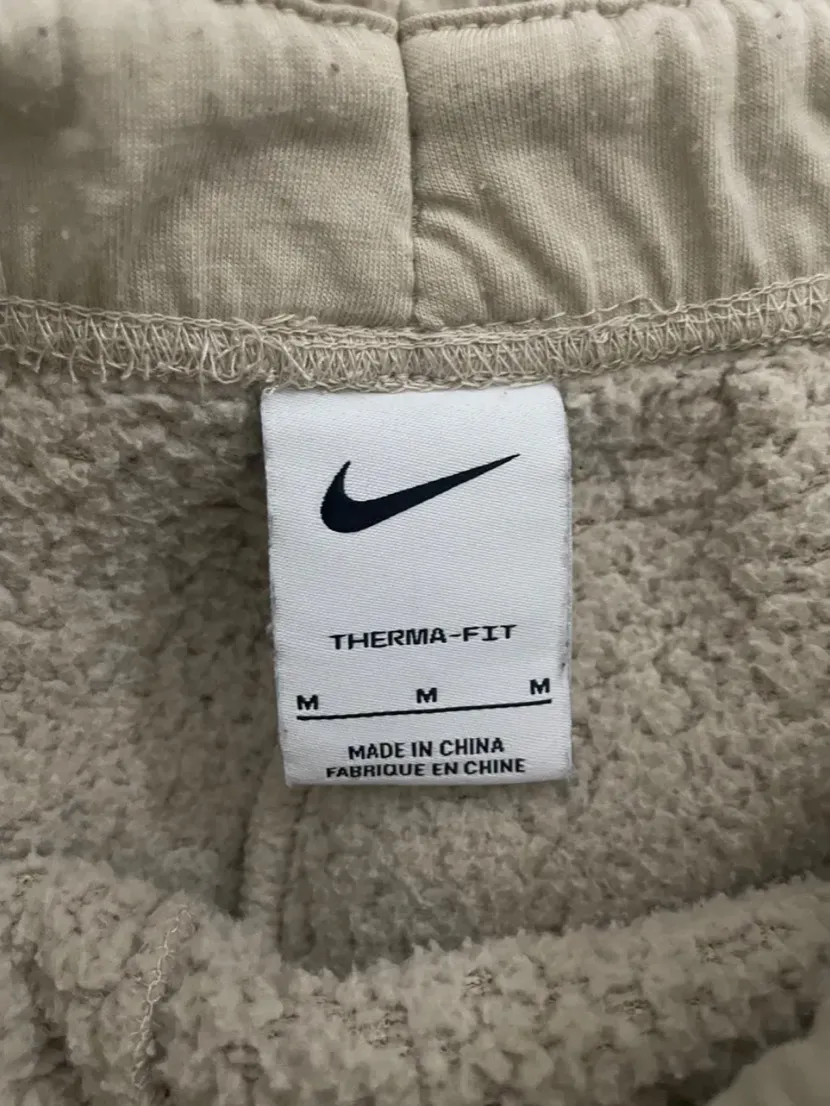 THERMA-FIT
M M M
MADE IN CHINA
FABRIQUE EN CHINE